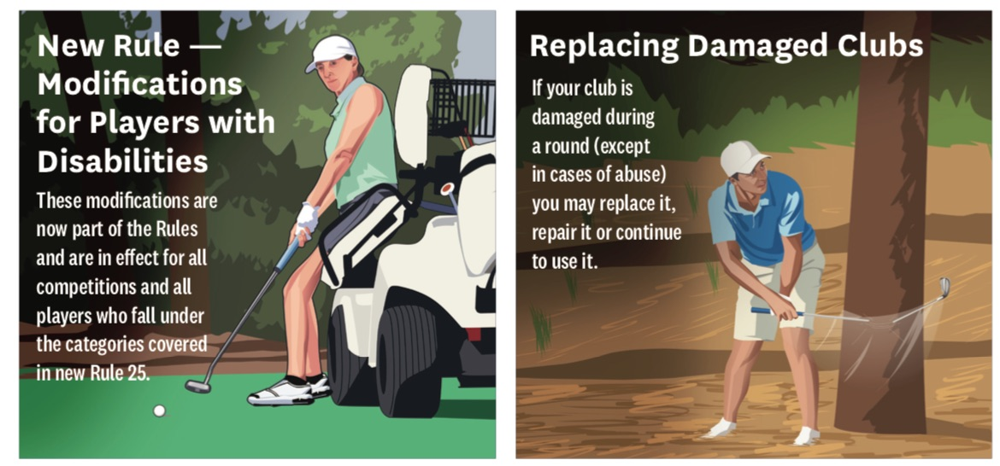 New Rule —
Modifications
for Players with
Disabilities
These modifications are
now part of the Rules
and are in effect for all
competitions and all
players who fall under
the categories covered
in new Rule 25.
Replacing Damaged Clubs
If your club is
damaged during
a round (except
in cases of abuse)
you may replace it,
repair it or continue
to use it.